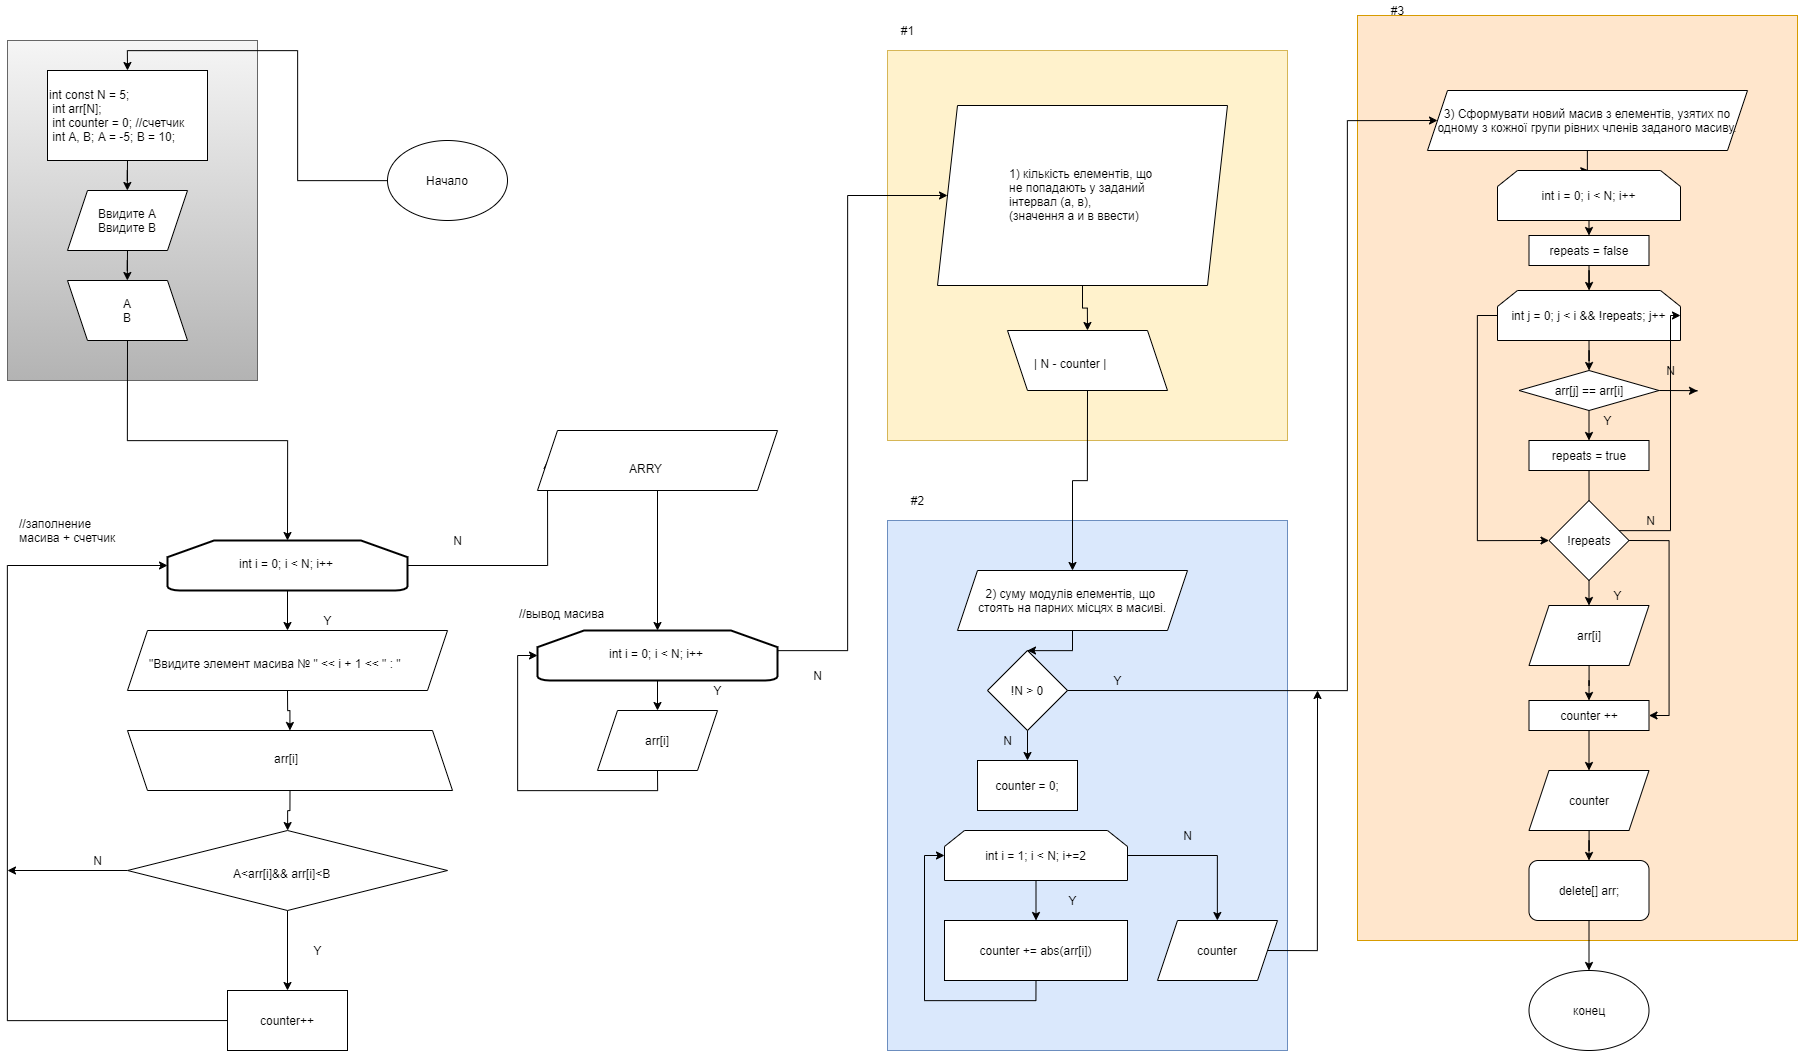 int const N = 5;
int arr[N];
int counter = 0; //счетчик
int A, B; A = -5; B = 10;
Начало
Ввидите A
Ввидите B
A
B
//заполнение
масива + счетчик
int i = 0; i < N; i++
N
Y
"Ввидите элемент масива № " << i + 1 << " : "
arr[i]
A<arr[i]&& arr[i]<B
N
Y
counter++
ARRY
//вывод масива
int i = 0; i < N; i++
N
Y
arr[i]
#1
1) кількість елементів, що
не попадають у заданий
інтервал (а, в),
(значення а и в ввести)
| N - counter |
#2
2) суму модулів елементів, що
стоять на парних місцях в масиві.
!N > 0
Y
N
counter = 0;
int i = 1; i < N; i+=2
N
Y
counter += abs(arr[i])
counter
#3
3) Сформувати новий масив з елементів, узятих по
одному з кожної групи рівних членів заданого масиву.
int i = 0; i < N; i++
repeats = false
int j = 0; j < i && !repeats; j++
N
arr[j] == arr[i]
Y
repeats = true
N
!repeats
Y
arr[i]
counter ++
counter
delete[] arr;
конец